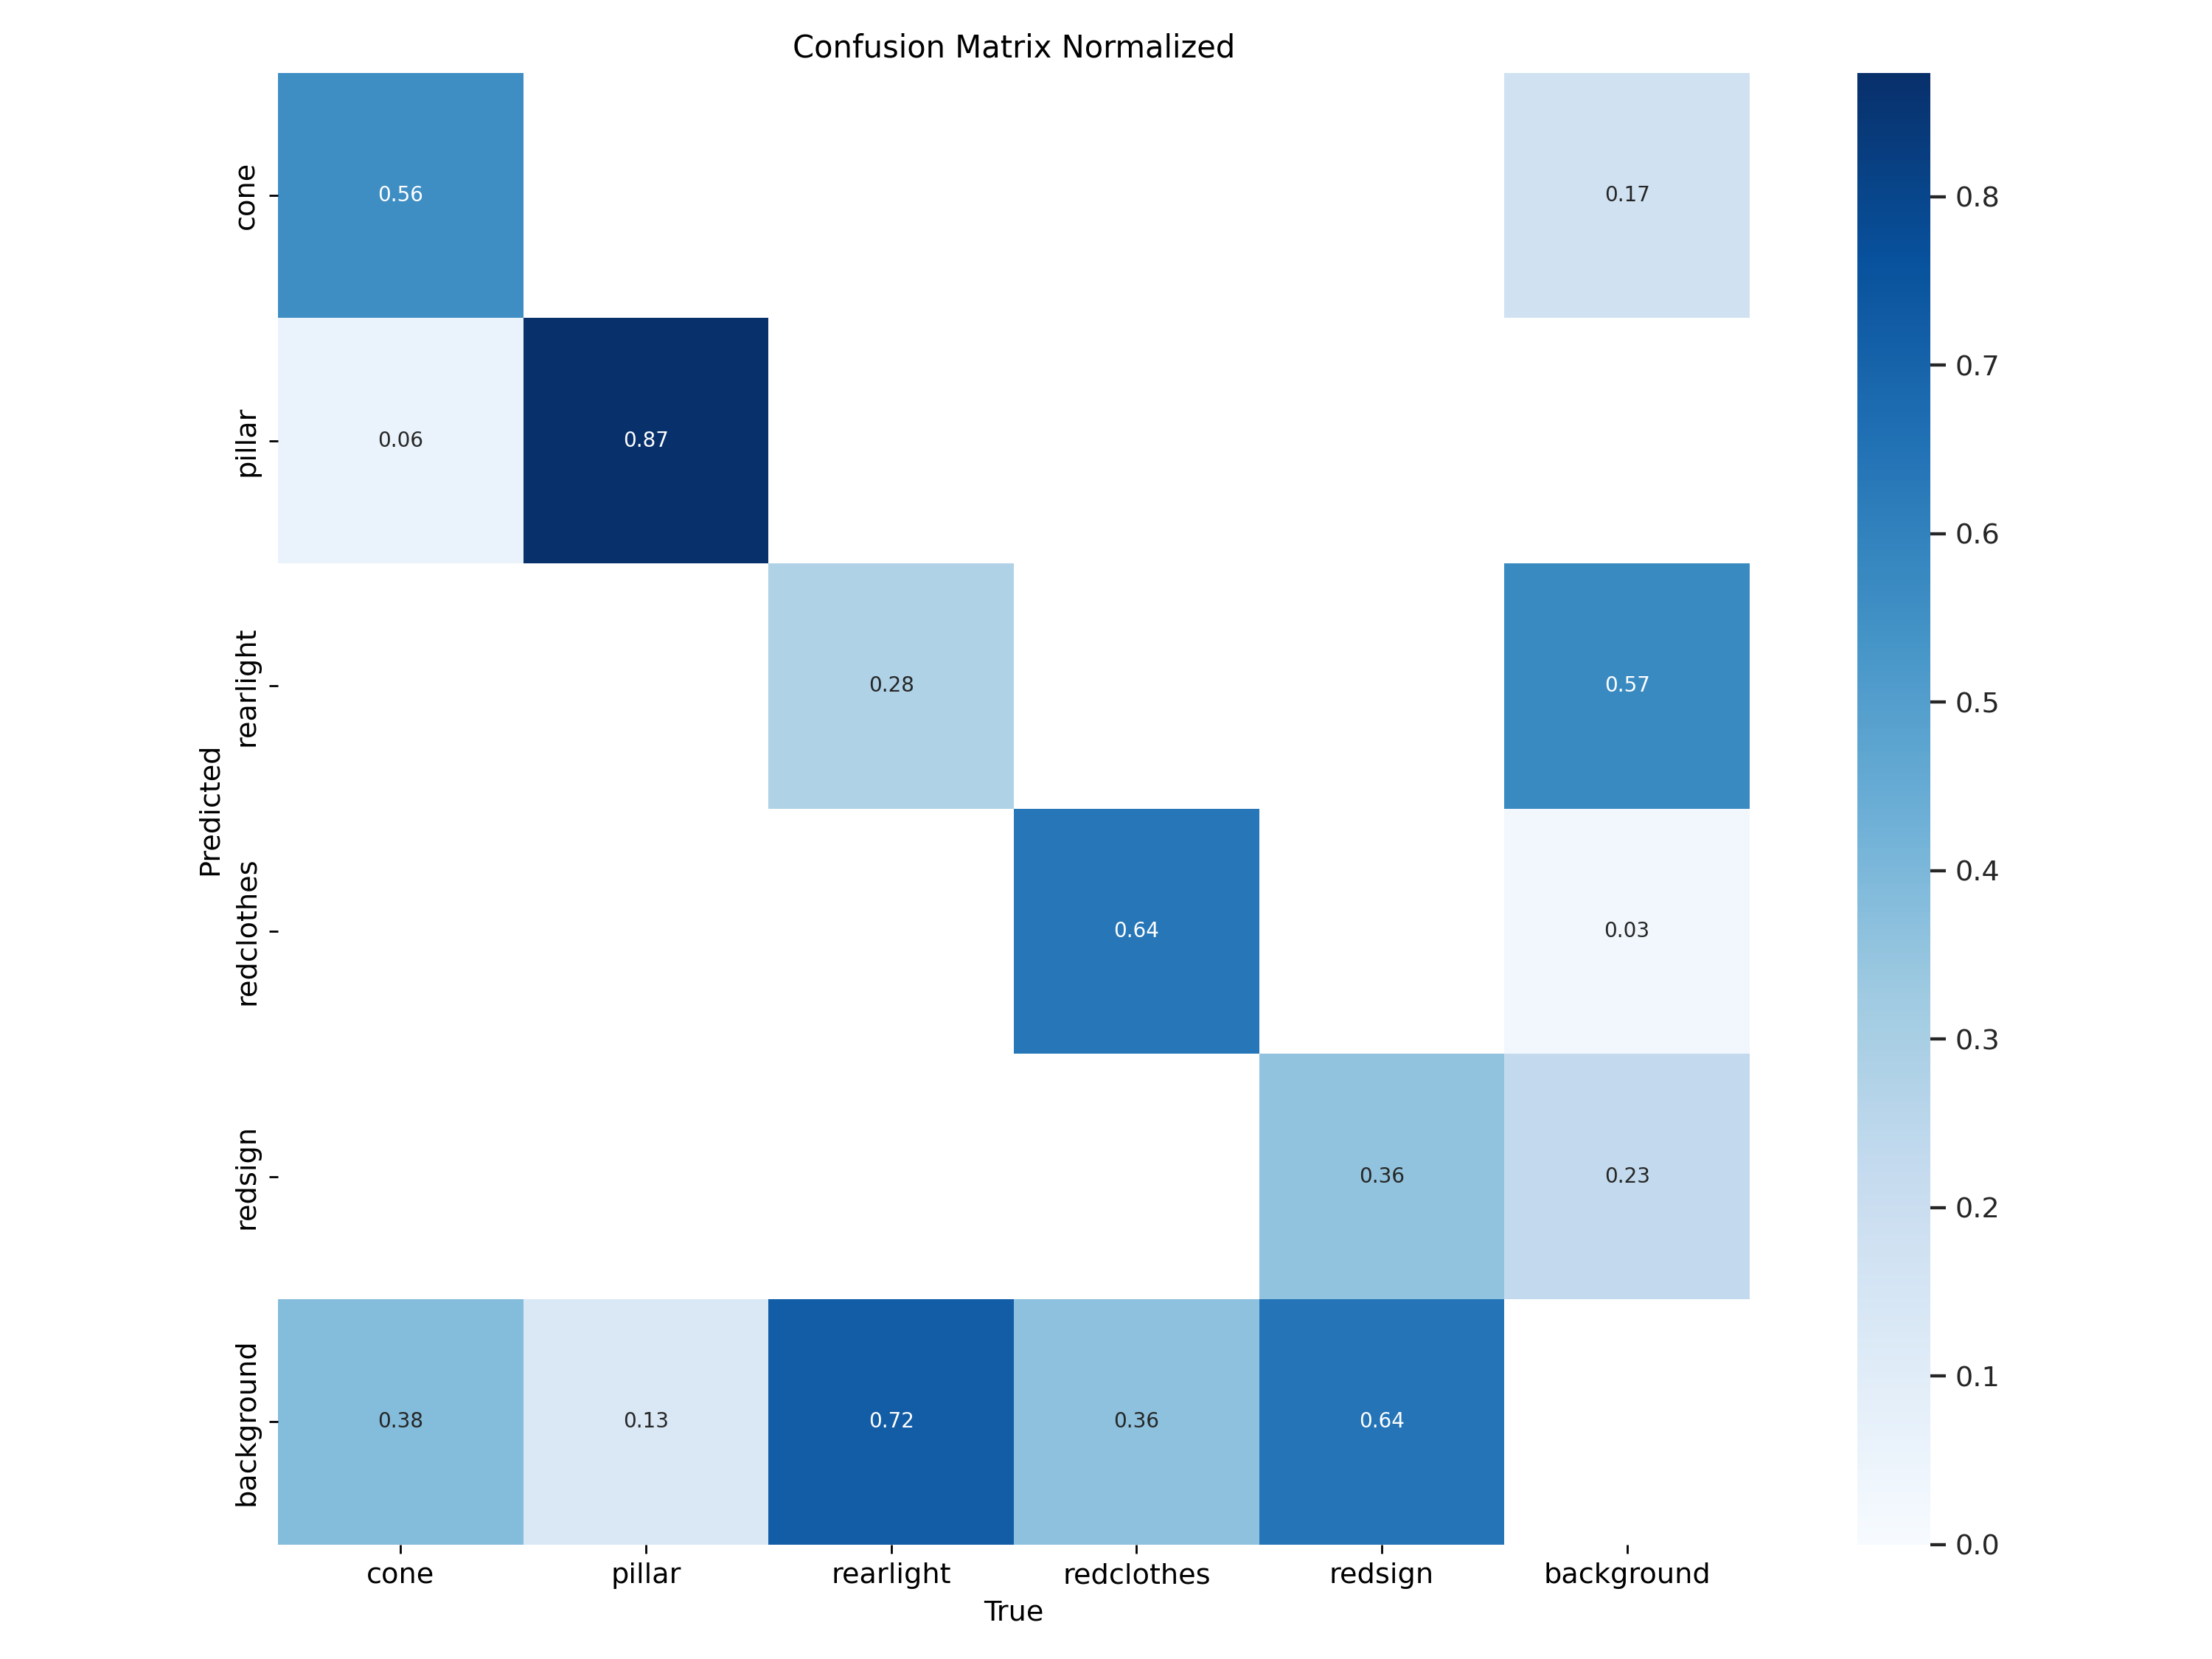 Confusion Matrix Normalized
cone
0.56
0.17
pillar
0.06
0.87
rearlight
0.28
0.57
redclothes
0.64
0.03
redsign
0.36
0.23
background
0.38
0.13
0.72
0.36
0.64
Predicted
cone
pillar
rearlight
redclothes
redsign
background
True
0.8
0.7
0.6
0.5
0.4
0.3
0.2
0.1
0.0